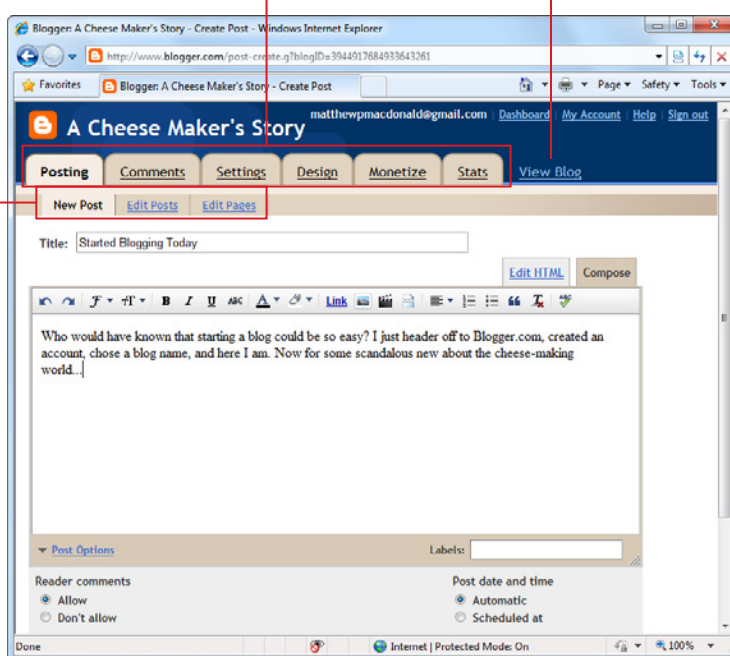 Blogger: A Cheese Maker's Story - Create Post - Windows Internet Explorer
http://www.blogger.com/post-create.g?blogID=3944917684933643261
Favorites Blogger: A Cheese Maker's Story - Create Post Page Safety Tools
matthewpmacdonald@gmail.com Dashboard My Account Help Sign out
A Cheese Maker's Story
Posting Comments Settings Design Monetize Stats View Blog
New Post Edit Posts Edit Pages
Title: Started Blogging Today
Edit HTML Compose
B I U ABC A Link
Who would have known that starting a blog could be so easy? I just header off to Blogger.com, created an
account, chose a blog name, and here I am. Now for some scandalous new about the cheese-making
world...
Post Options Labels:
Reader comments Post date and time
Allow Automatic
Don't allow Scheduled at
Done Internet | Protected Mode: On 100%